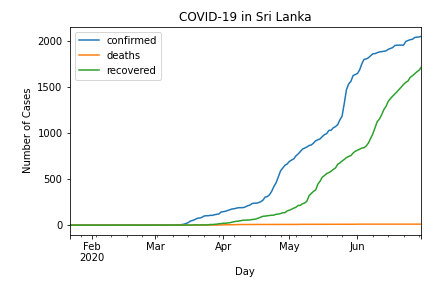 COVID-19 in Sri Lanka
confirmed
deaths
recovered
Number of Cases
2000
1500
1000
500
0
Feb
2020
Mar
Apr
May
Jun
Day